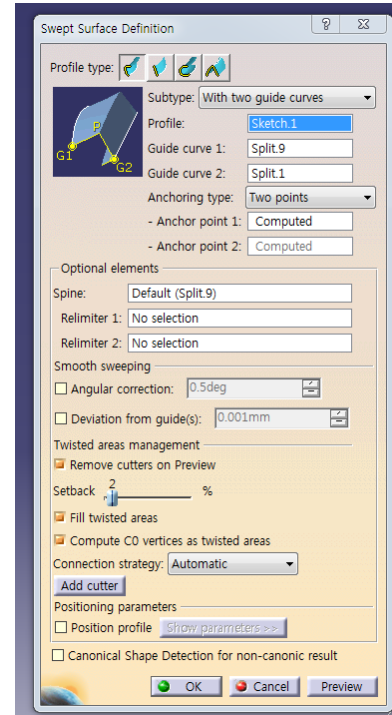 Swept Surface Definition
Profile type:
Subtype: With two guide curves
Profile: Sketch.1
Guide curve 1: Split.9
Guide curve 2: Split.1
Anchoring type: Two points
- Anchor point 1: Computed
- Anchor point 2: Computed
P
G1
G2
Optional elements
Spine: Default (Split.9)
Relimiter 1: No selection
Relimiter 2: No selection
Smooth sweeping
Angular correction: 0.5deg
Deviation from guide(s): 0.001mm
Twisted areas management
Remove cutters on Preview
2
Setback %
Fill twisted areas
Compute C0 vertices as twisted areas
Connection strategy: Automatic
Add cutter
Positioning parameters
Position profile Show parameters >>
Canonical Shape Detection for non-canonic result
OK Cancel Preview